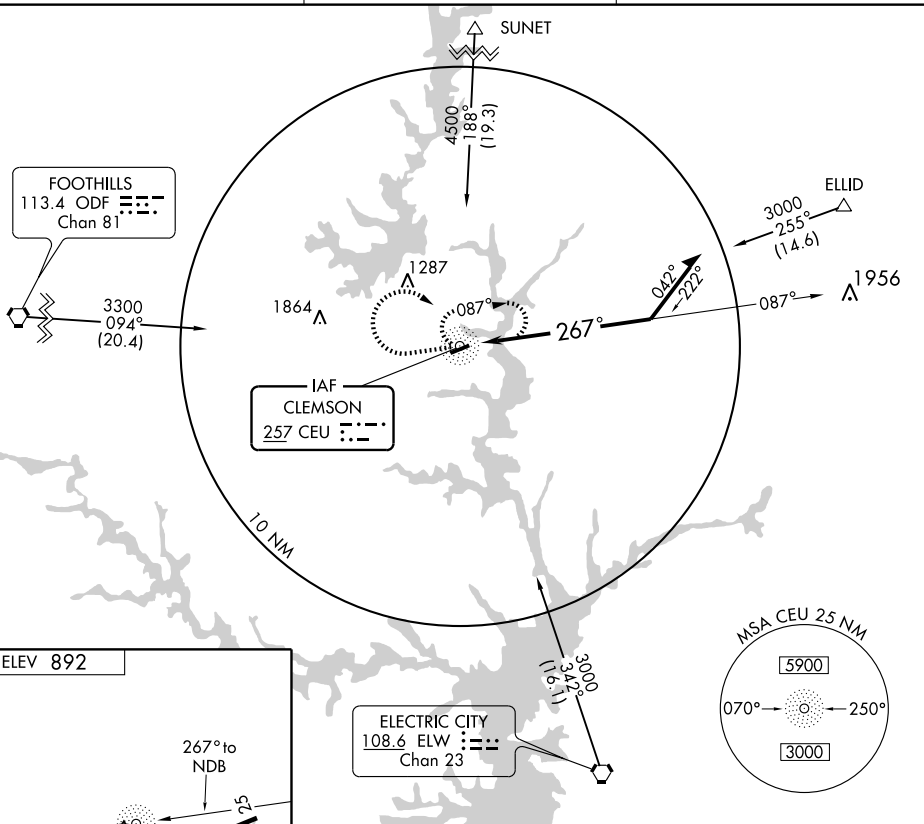 SUNET
4500
188°
(19.3)
FOOTHILLS
113.4 ODF
Chan 81
ELLID
3000
255°
(14.6)
1287
1864
087°
042°
222°
087°
1956
3300
094°
(20.4)
267°
IAF
CLEMSON
257 CEU
10 NM
3000
342°
(16.1)
MSA CEU 25 NM
5900
070°
250°
3000
ELEV 892
ELECTRIC CITY
108.6 ELW
Chan 23
267° to
NDB
25